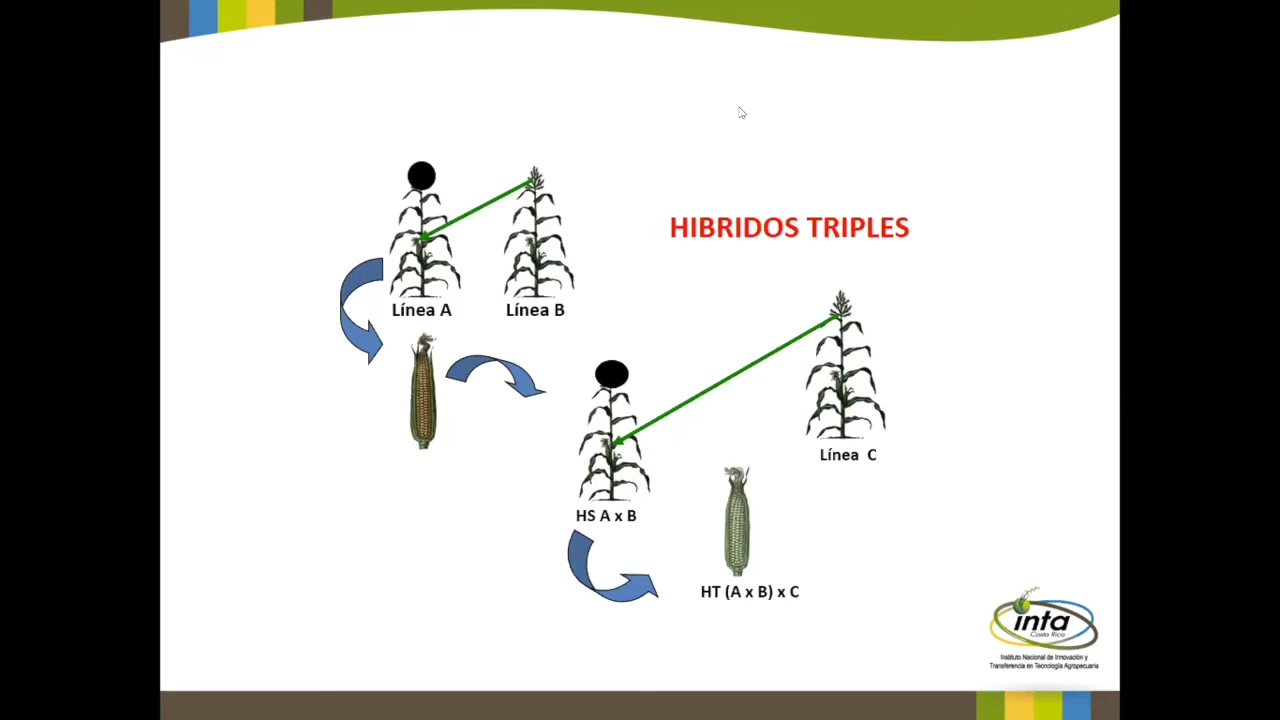 HIBRIDOS TRIPLES
Línea A
Línea B
Línea C
HS A x B
HT (A x B) x C
inta
Costa Rica
Instituto Nacional de Innovación y
Transferencia en Tecnología Agropecuaria